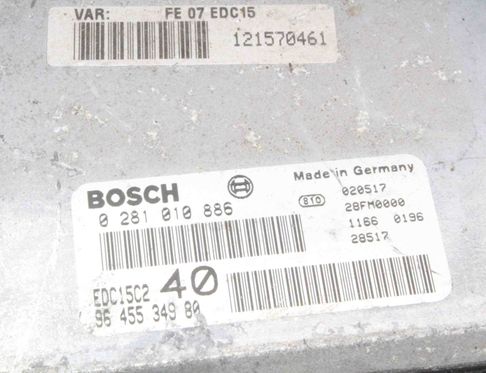 VAR: FE 07 EDC15
121570461
BOSCH
Made in Germany
0 281 010 886
810
020517
28FM0000
1166 0196
28517
EDC15C2 40
96 455 349 80